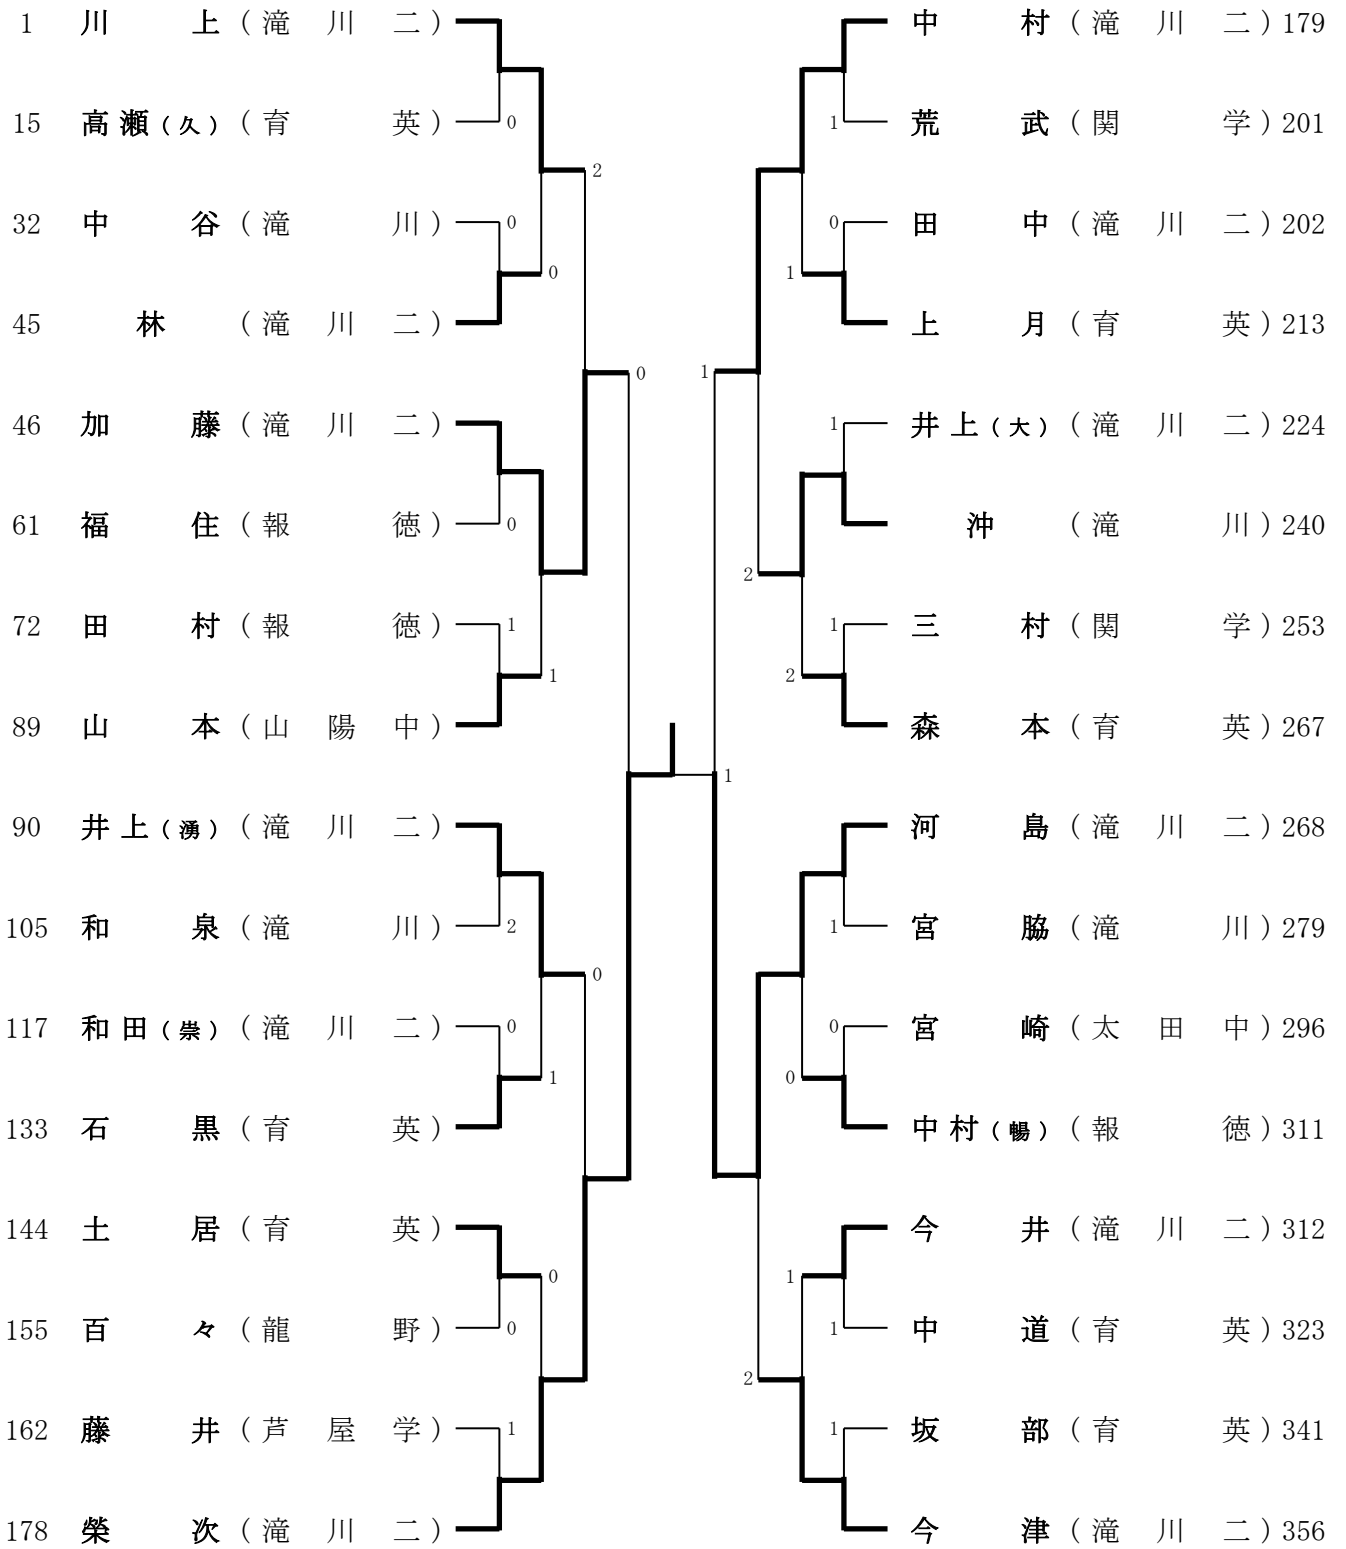 1 川上(滝川二) 中村(滝川二)179
15 高瀬(久)(育英) 0 1 荒武(関学)201
2
32 中谷(滝川) 0 0 田中(滝川二)202
0 1
45 林(滝川二) 上月(育英)213
0 1
46 加藤(滝川二) 1 井上(大)(滝川二)224
61 福住(報徳) 0 沖(滝川)240
2
72 田村(報徳) 1 1 三村(関学)253
1 2
89 山本(山陽中) 森本(育英)267
1
90 井上(湧)(滝川二) 河島(滝川二)268
105 和泉(滝川) 2 1 宮脇(滝川)279
0
117 和田(崇)(滝川二) 0 0 宮崎(太田中)296
1 0
133 石黒(育英) 中村(暢)(報徳)311
144 土居(育英) 今井(滝川二)312
0 1
155 百々(龍野) 0 1 中道(育英)323
2
162 藤井(芦屋学) 1 1 坂部(育英)341
178 榮次(滝川二) 今津(滝川二)356